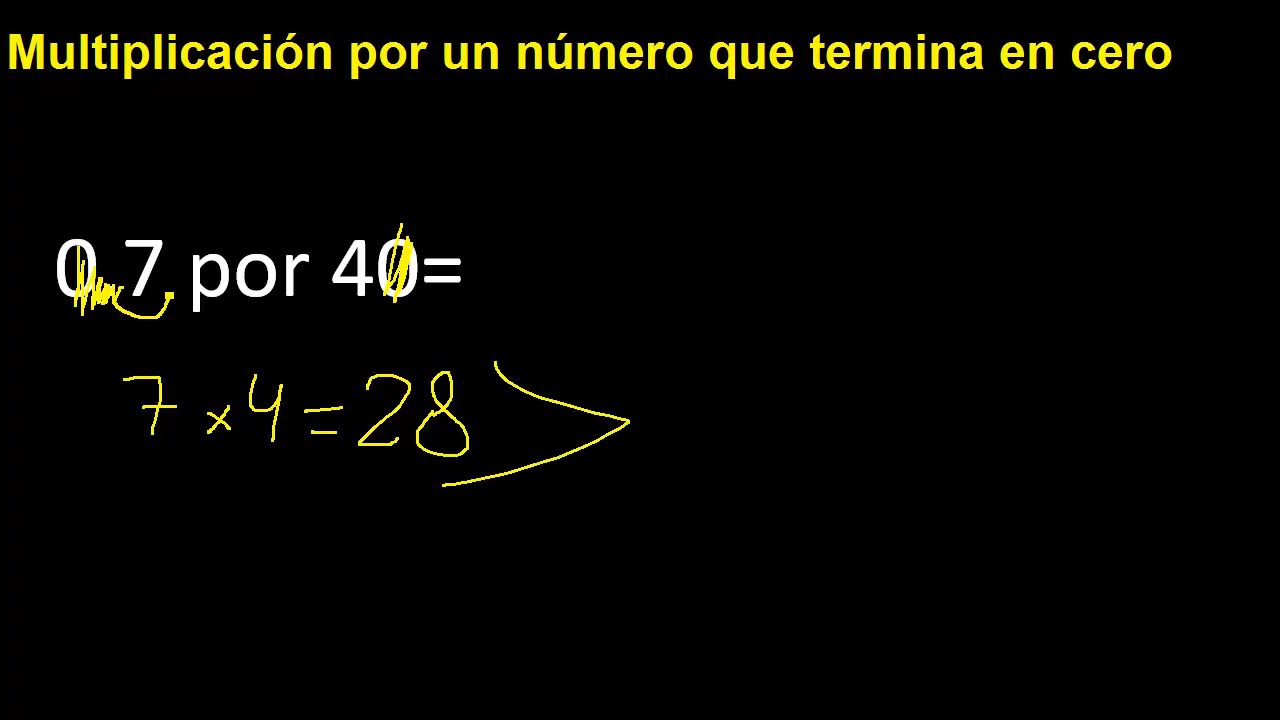 Multiplicación por un número que termina en cero
0,7. por 40=
7 x 4 = 28